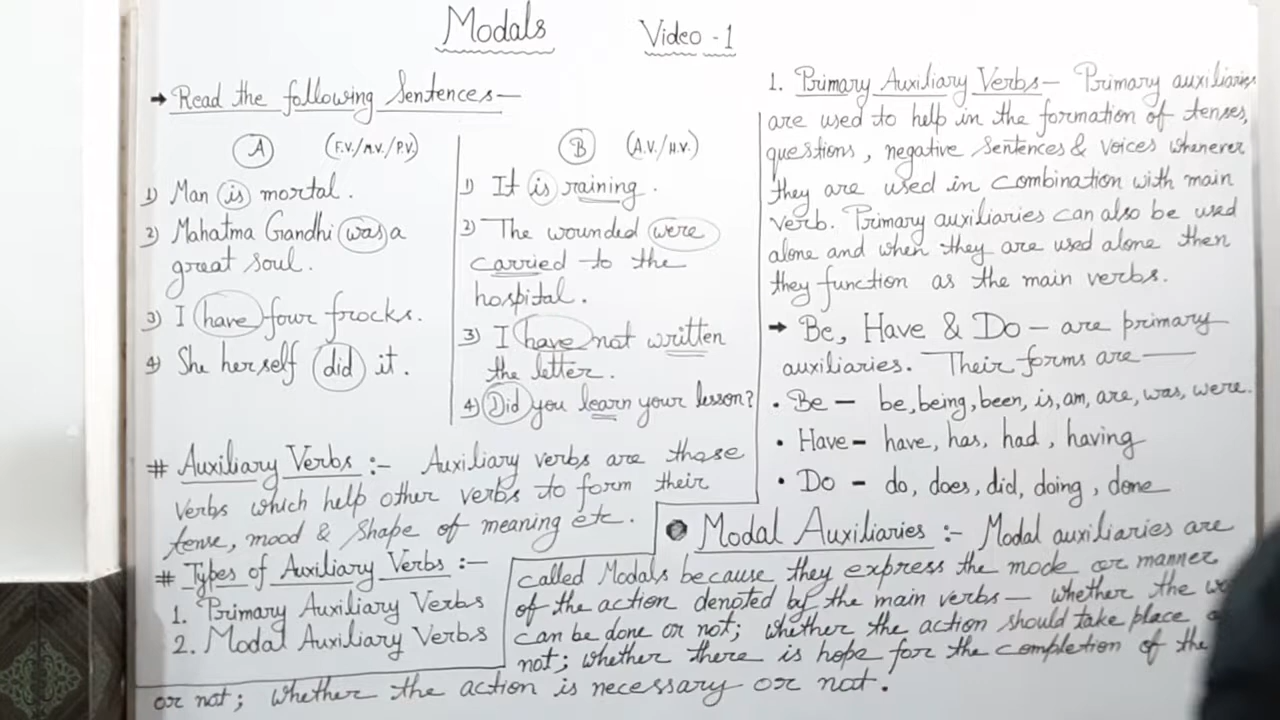 Modals Video - 1
→ Read the following Sentences—
A (F.V./M.V./P.V.)
1) Man is mortal.
2) Mahatma Gandhi was a
great soul.
3) I have four frocks.
4) She herself did it.
B (A.V./H.V.)
1) It is raining.
2) The wounded were
carried to the
hospital.
3) I have not written
the letter.
4) Did you learn your lesson?
# Auxiliary Verbs :- Auxiliary verbs are those
verbs which help other verbs to form their
tense, mood & shape of meaning etc.
# Types of Auxiliary Verbs :—
1. Primary Auxiliary Verbs
2. Modal Auxiliary Verbs
1. Primary Auxiliary Verbs— Primary auxiliaries
are used to help in the formation of tenses,
questions, negative sentences & voices whenever
they are used in combination with main
verb. Primary auxiliaries can also be used
alone and when they are used alone then
they function as the main verbs.
→ Be, Have & Do — are primary
auxiliaries. Their forms are —
• Be — be, being, been, is, am, are, was, were.
• Have — have, has, had, having
• Do — do, does, did, doing, done
● Modal Auxiliaries :- Modal auxiliaries are
called Modals because they express the mode or manner
of the action denoted by the main verbs — whether the
can be done or not; whether the action should take place
not; whether there is hope for the completion of the
or not; whether the action is necessary or not.